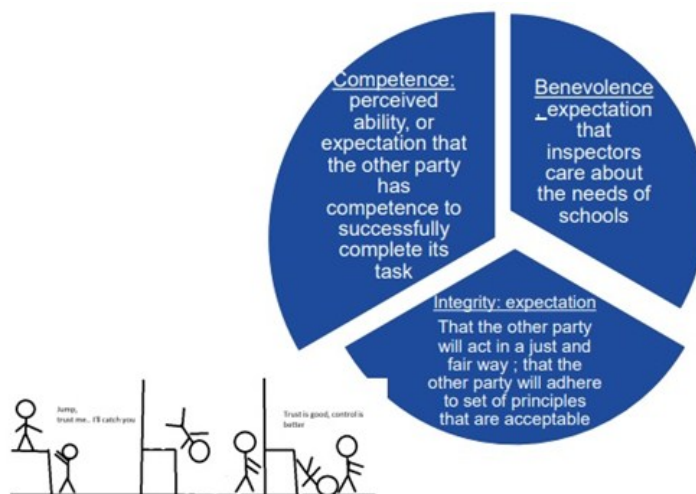 Competence:
perceived
ability, or
expectation that
the other party
has
competence to
successfully
complete its
task
Benevolence
, expectation
that
inspectors
care about
the needs of
schools
Integrity: expectation
That the other party
will act in a just and
fair way ; that the
other party will adhere
to set of principles
that are acceptable
Jump,
trust me.. I'll catch you
Trust is good, control is
better